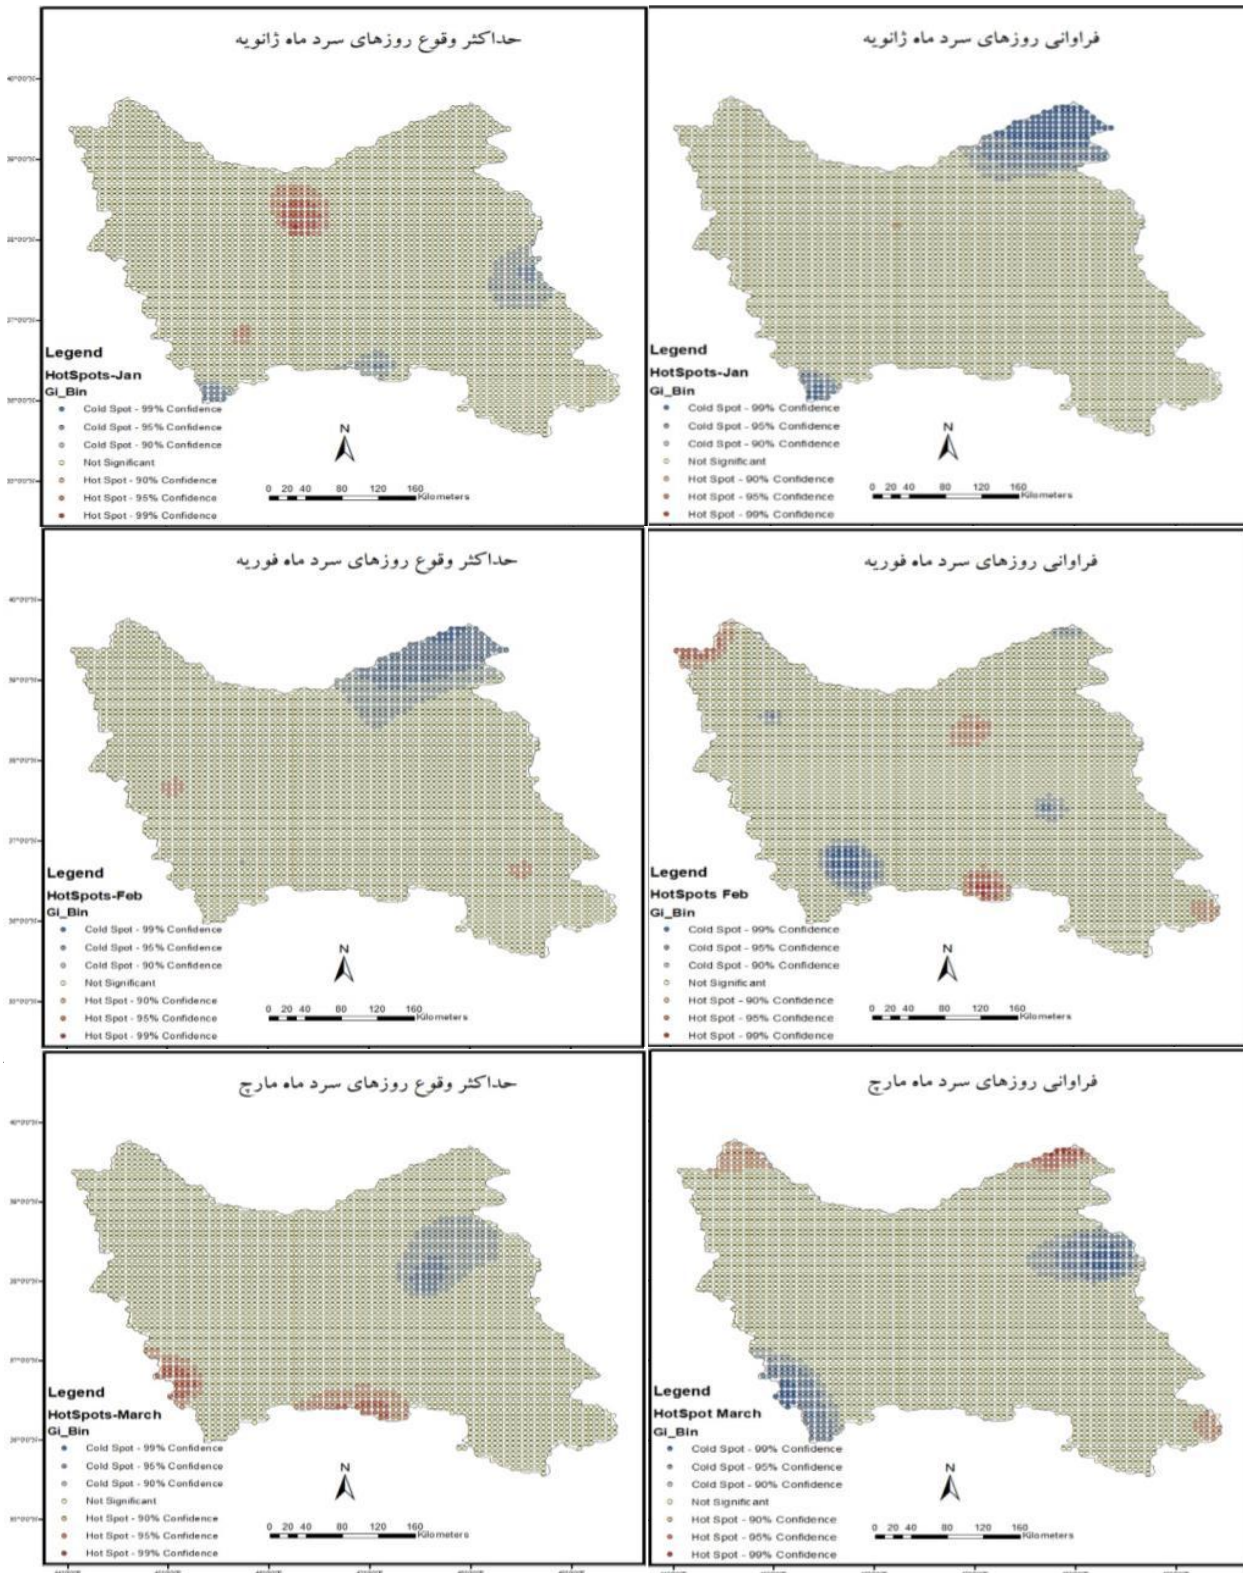 حداکثر وقوع روزهای سرد ماه ژانویه
Legend
HotSpots-Jan
Gi_Bin
Cold Spot - 99% Confidence
Cold Spot - 95% Confidence
Cold Spot - 90% Confidence
Not Significant
Hot Spot - 90% Confidence
Hot Spot - 95% Confidence
Hot Spot - 99% Confidence
N
0 20 40 80 120 160
Kilometers
فراوانی روزهای سرد ماه ژانویه
Legend
HotSpots-Jan
Gi_Bin
Cold Spot - 99% Confidence
Cold Spot - 95% Confidence
Cold Spot - 90% Confidence
Not Significant
Hot Spot - 90% Confidence
Hot Spot - 95% Confidence
Hot Spot - 99% Confidence
N
0 20 40 80 120 160
Kilometers
حداکثر وقوع روزهای سرد ماه فوریه
Legend
HotSpots-Feb
Gi_Bin
Cold Spot - 99% Confidence
Cold Spot - 95% Confidence
Cold Spot - 90% Confidence
Not Significant
Hot Spot - 90% Confidence
Hot Spot - 95% Confidence
Hot Spot - 99% Confidence
N
0 20 40 80 120 160
Kilometers
فراوانی روزهای سرد ماه فوریه
Legend
HotSpots Feb
Gi_Bin
Cold Spot - 99% Confidence
Cold Spot - 95% Confidence
Cold Spot - 90% Confidence
Not Significant
Hot Spot - 90% Confidence
Hot Spot - 95% Confidence
Hot Spot - 99% Confidence
N
0 20 40 80 120 160
Kilometers
حداکثر وقوع روزهای سرد ماه مارچ
Legend
HotSpots-March
Gi_Bin
Cold Spot - 99% Confidence
Cold Spot - 95% Confidence
Cold Spot - 90% Confidence
Not Significant
Hot Spot - 90% Confidence
Hot Spot - 95% Confidence
Hot Spot - 99% Confidence
N
0 20 40 80 120 160
Kilometers
فراوانی روزهای سرد ماه مارچ
Legend
HotSpot March
Gi_Bin
Cold Spot - 99% Confidence
Cold Spot - 95% Confidence
Cold Spot - 90% Confidence
Not Significant
Hot Spot - 90% Confidence
Hot Spot - 95% Confidence
Hot Spot - 99% Confidence
N
0 20 40 80 120 160
Kilometers